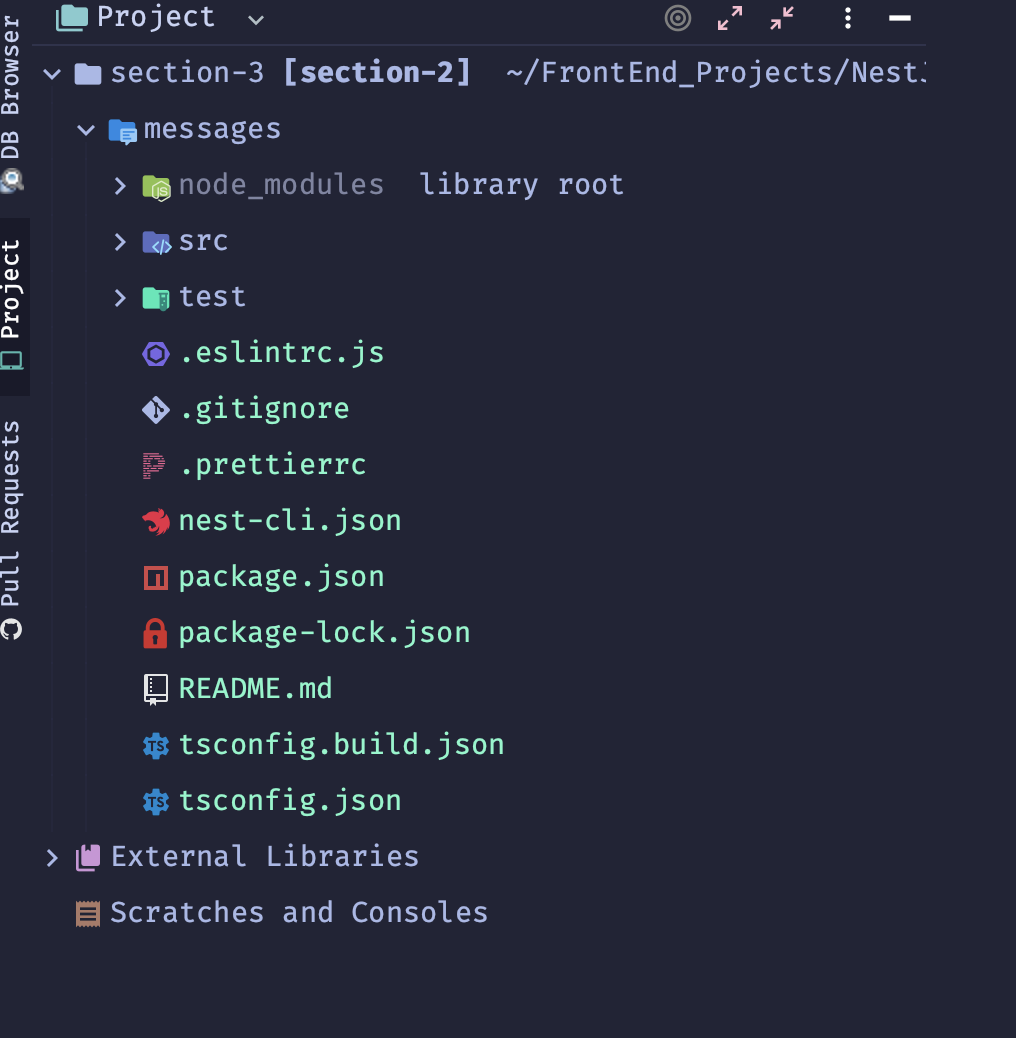 Project
section-3 [section-2] ~/FrontEnd_Projects/Nest
messages
node_modules library root
src
test
.eslintrc.js
.gitignore
.prettierrc
nest-cli.json
package.json
package-lock.json
README.md
tsconfig.build.json
tsconfig.json
External Libraries
Scratches and Consoles
DB Browser
Project
Pull Requests